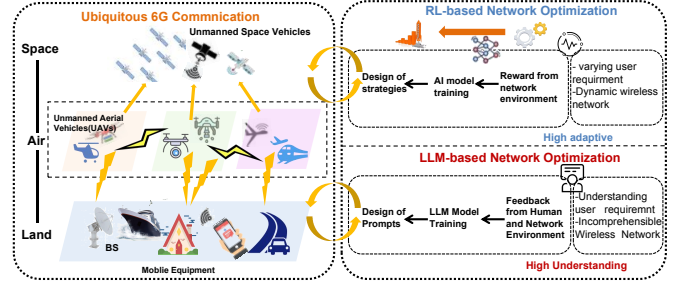 Ubiquitous 6G Commnication
Space
Unmanned Space Vehicles
Unmanned Aerial
Vehicles(UAVs)
Air
Land
BS
Moblie Equipment
RL-based Network Optimization
Design of
strategies
AI model
training
Reward from
network
environment
- varying user
requirment
-Dynamic wireless
network
High adaptive
LLM-based Network Optimization
Design of
Prompts
LLM Model
Training
Feedback
from Human
and Network
Environment
-Understanding
user requiremnt
-Incomprehensible
Wireless Network
High Understanding